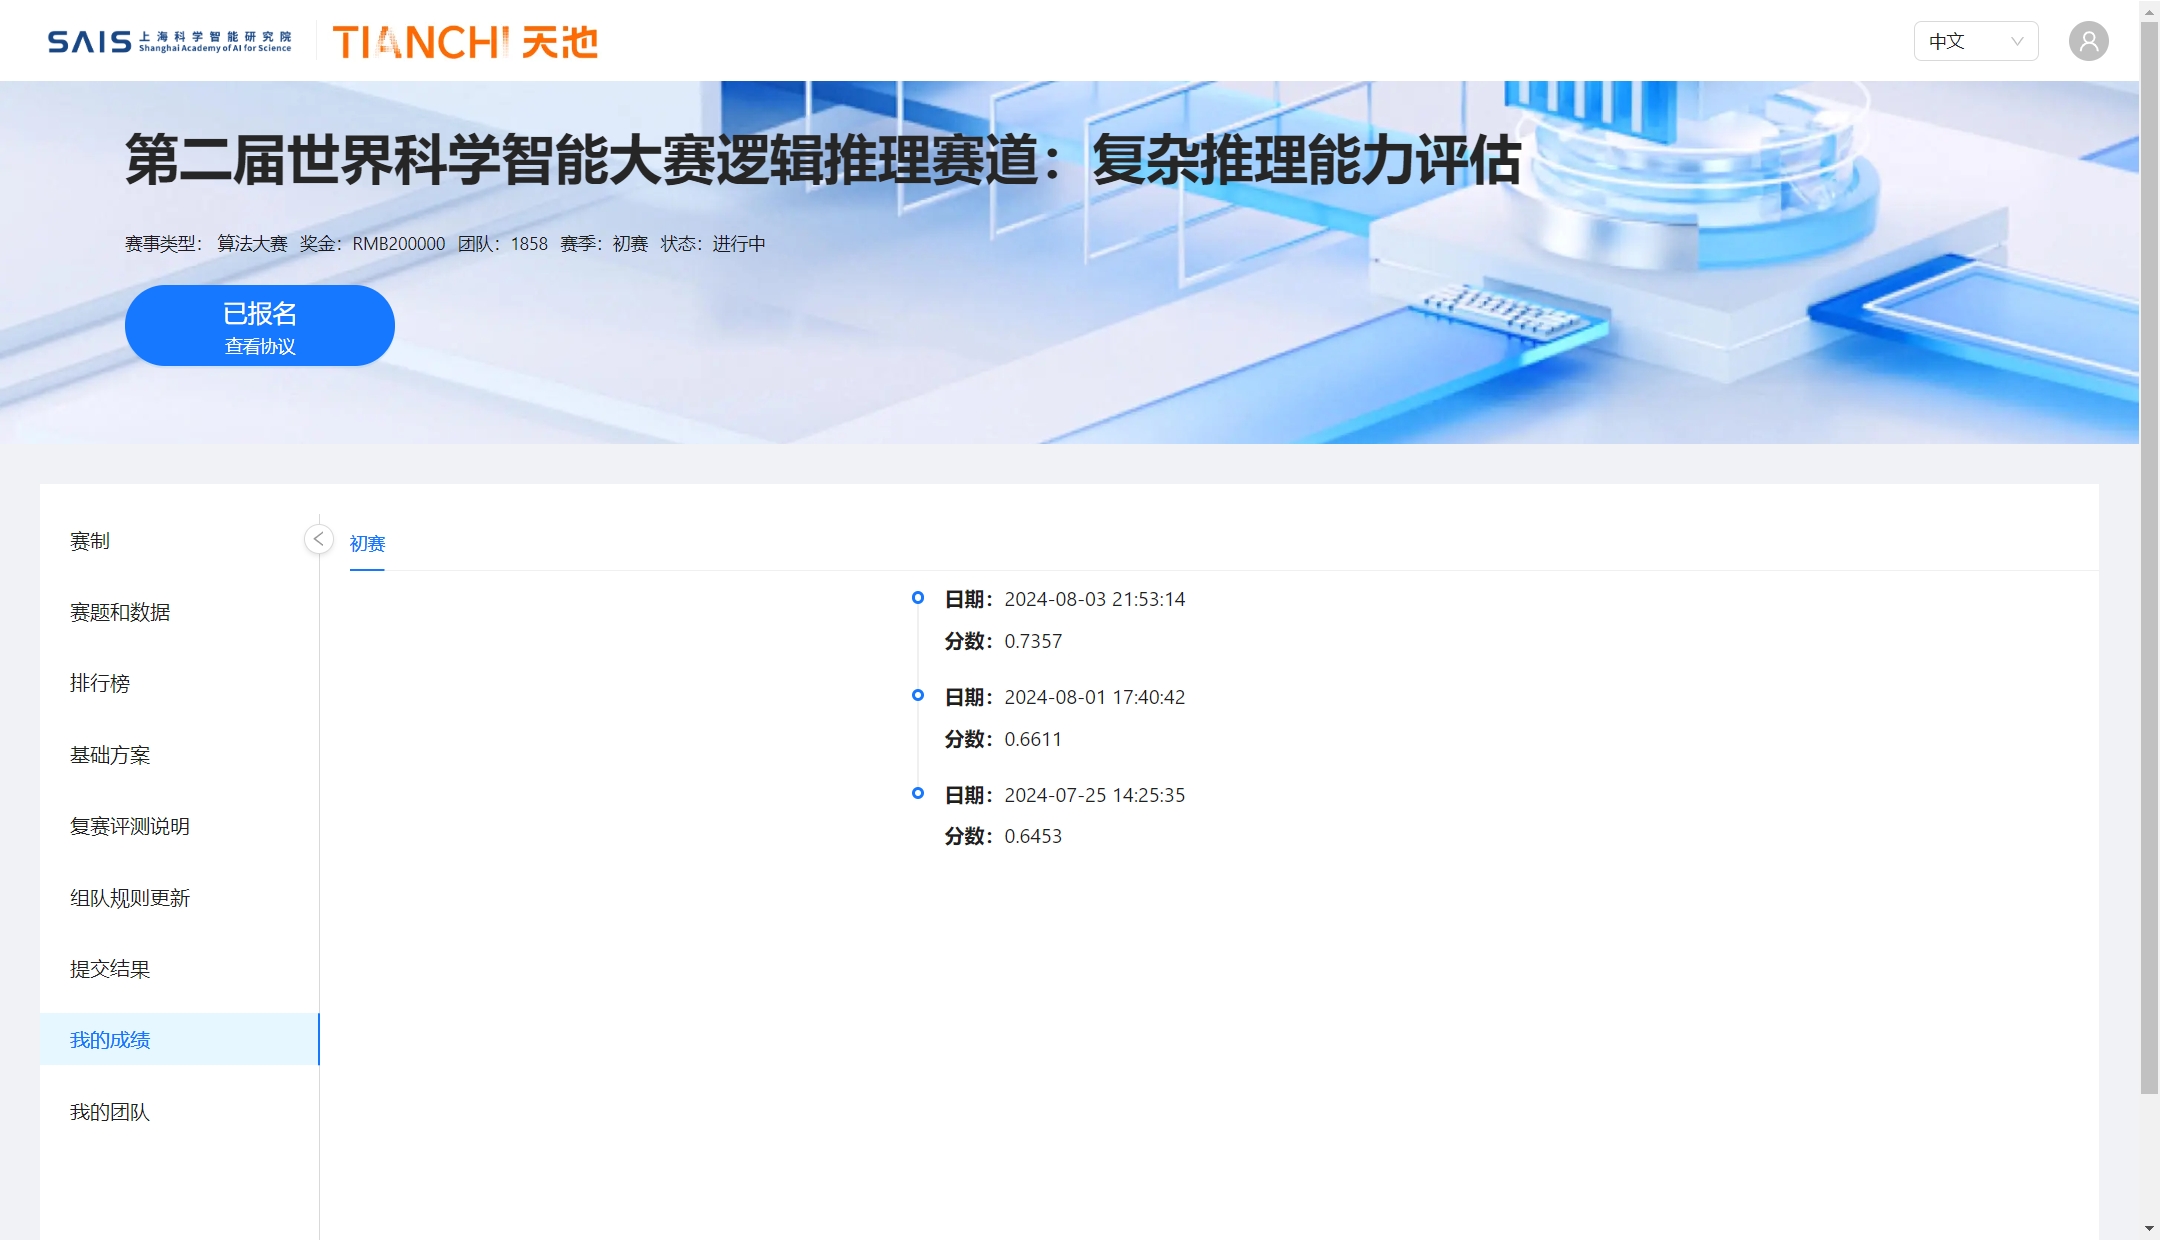 SAIS 上海科学智能研究院
Shanghai Academy of AI for Science
TIANCHI 天池
中文
第二届世界科学智能大赛逻辑推理赛道：复杂推理能力评估
赛事类型： 算法大赛 奖金：RMB200000 团队：1858 赛季：初赛 状态：进行中
已报名
查看协议
赛制
赛题和数据
排行榜
基础方案
复赛评测说明
组队规则更新
提交结果
我的成绩
我的团队
初赛
日期：2024-08-03 21:53:14
分数：0.7357
日期：2024-08-01 17:40:42
分数：0.6611
日期：2024-07-25 14:25:35
分数：0.6453